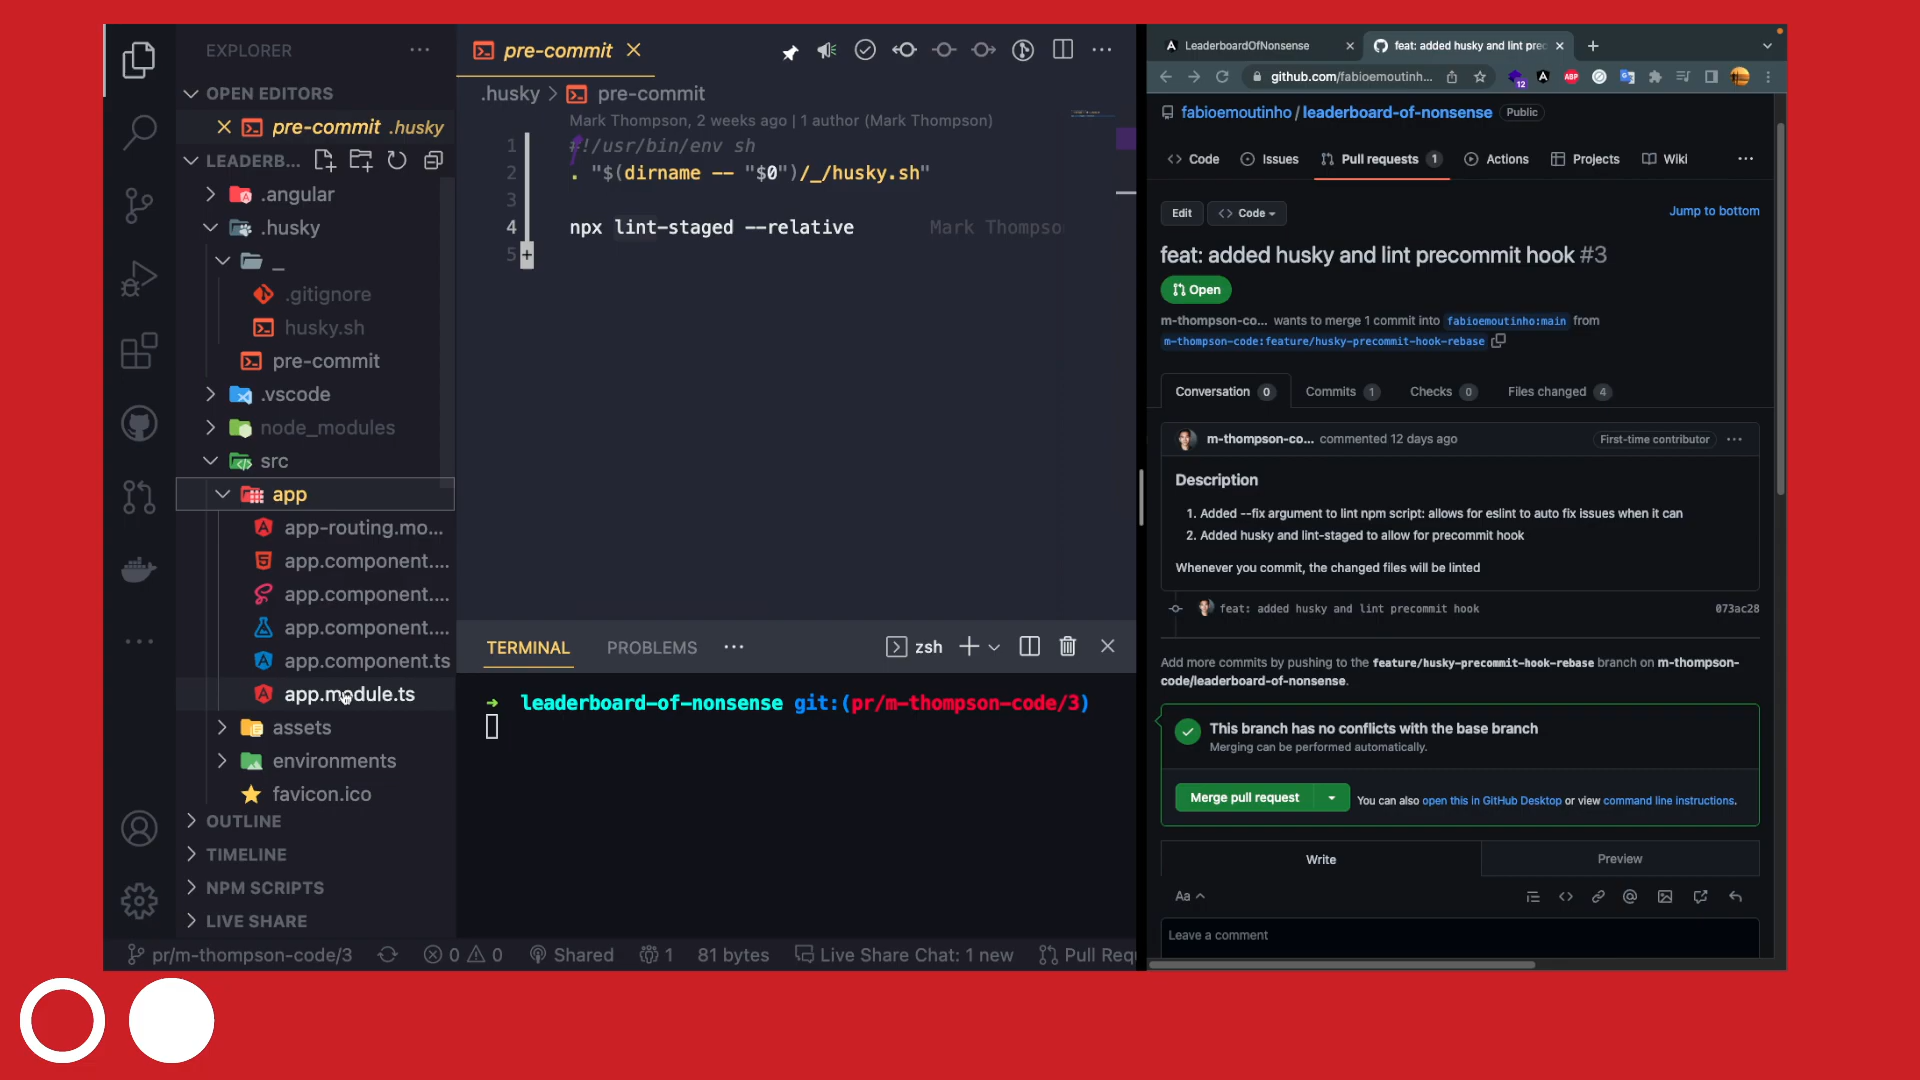 EXPLORER
OPEN EDITORS
pre-commit .husky
LEADERB...
.angular
.husky
_
.gitignore
husky.sh
pre-commit
.vscode
node_modules
src
app
app-routing.mo...
app.component....
app.component....
app.component....
app.component.ts
app.module.ts
assets
environments
favicon.ico
OUTLINE
TIMELINE
NPM SCRIPTS
LIVE SHARE
pre-commit
.husky > pre-commit
Mark Thompson, 2 weeks ago | 1 author (Mark Thompson)
1 #!/usr/bin/env sh
2 . "$(dirname -- "$0")/_/husky.sh"
3
4 npx lint-staged --relative Mark Thompso
5
TERMINAL PROBLEMS zsh
leaderboard-of-nonsense git:(pr/m-thompson-code/3)
pr/m-thompson-code/3 0 0 Shared 1 81 bytes Live Share Chat: 1 new Pull Req
LeaderboardOfNonsense
feat: added husky and lint prec
github.com/fabioemoutinh...
12
ABP
fabioemoutinho / leaderboard-of-nonsense Public
Code Issues Pull requests 1 Actions Projects Wiki
Edit Code Jump to bottom
feat: added husky and lint precommit hook #3
Open
m-thompson-co... wants to merge 1 commit into fabioemoutinho:main from
m-thompson-code:feature/husky-precommit-hook-rebase
Conversation 0 Commits 1 Checks 0 Files changed 4
m-thompson-co... commented 12 days ago First-time contributor
Description
1. Added --fix argument to lint npm script: allows for eslint to auto fix issues when it can
2. Added husky and lint-staged to allow for precommit hook
Whenever you commit, the changed files will be linted
feat: added husky and lint precommit hook 073ac28
Add more commits by pushing to the feature/husky-precommit-hook-rebase branch on m-thompson-
code/leaderboard-of-nonsense.
This branch has no conflicts with the base branch
Merging can be performed automatically.
Merge pull request You can also open this in GitHub Desktop or view command line instructions.
Write Preview
Aa
Leave a comment